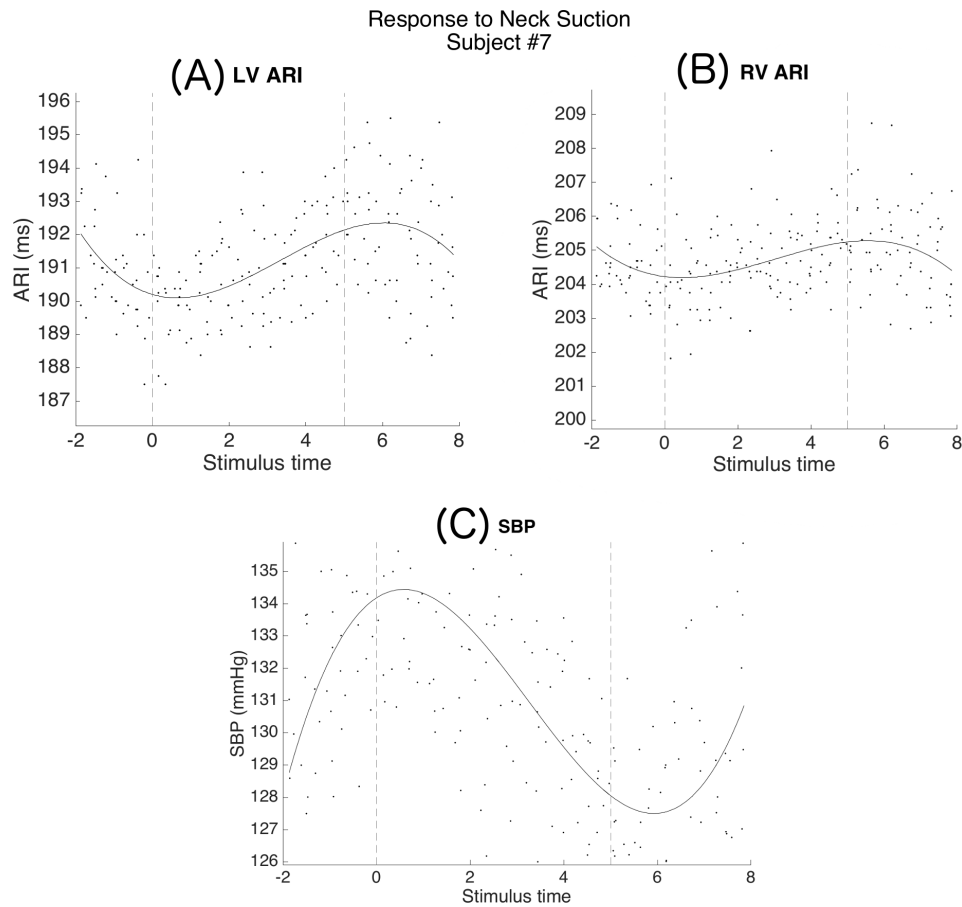 Response to Neck Suction
Subject #7
(A) LV ARI
196
195
194
193
192
191
190
189
188
187
ARI (ms)
-2 0 2 4 6 8
Stimulus time
(B) RV ARI
209
208
207
206
205
204
203
202
201
200
ARI (ms)
-2 0 2 4 6 8
Stimulus time
(C) SBP
135
134
133
132
131
130
129
128
127
126
SBP (mmHg)
-2 0 2 4 6 8
Stimulus time